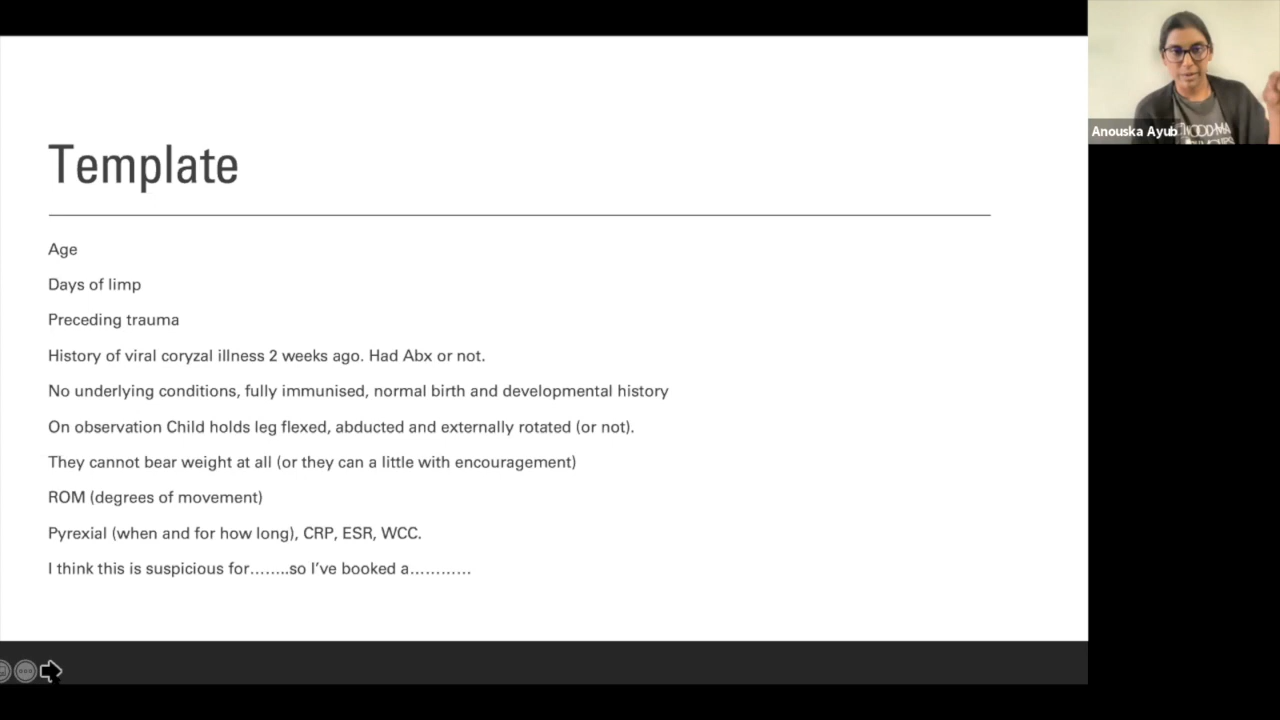 Template
Age
Days of limp
Preceding trauma
History of viral coryzal illness 2 weeks ago. Had Abx or not.
No underlying conditions, fully immunised, normal birth and developmental history
On observation Child holds leg flexed, abducted and externally rotated (or not).
They cannot bear weight at all (or they can a little with encouragement)
ROM (degrees of movement)
Pyrexial (when and for how long), CRP, ESR, WCC.
I think this is suspicious for……..so I’ve booked a…………
Anouska Ayub